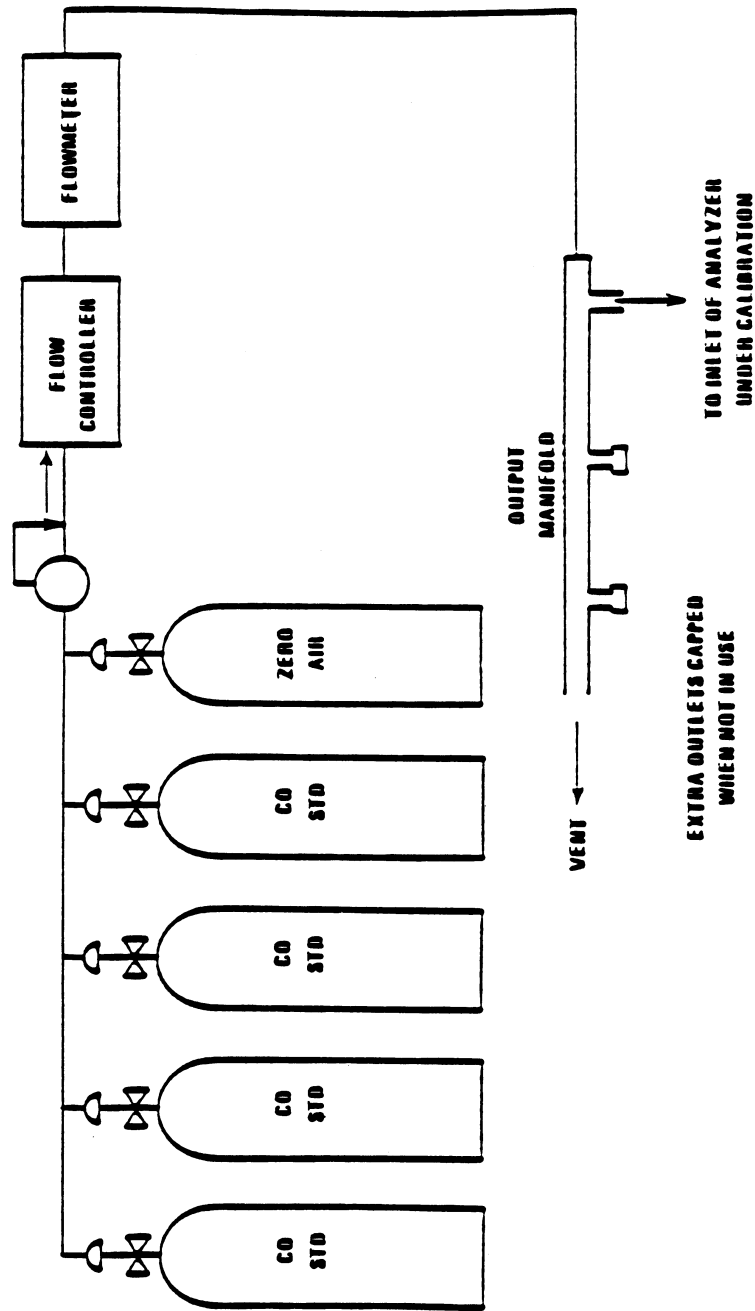 FLOWMETER
FLOW
CONTROLLER
ZERO
AIR
CO
STD
CO
STD
CO
STD
CO
STD
OUTPUT
MANIFOLD
VENT
TO INLET OF ANALYZER
UNDER CALIBRATION
EXTRA OUTLETS CAPPED
WHEN NOT IN USE